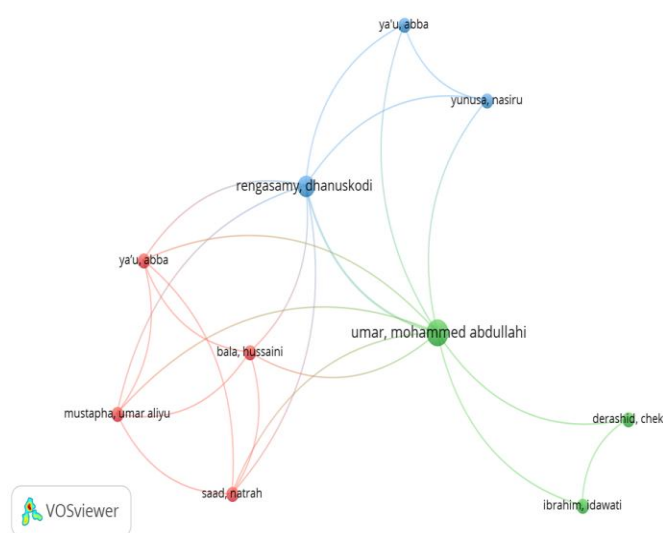 ya'u, abba
yunusa, nasiru
rengasamy, dhanuskodi
ya'u, abba
umar, mohammed abdullahi
bala, hussaini
mustapha, umar aliyu
derashid, chek
saad, natrah
ibrahim, idawati
VOSviewer